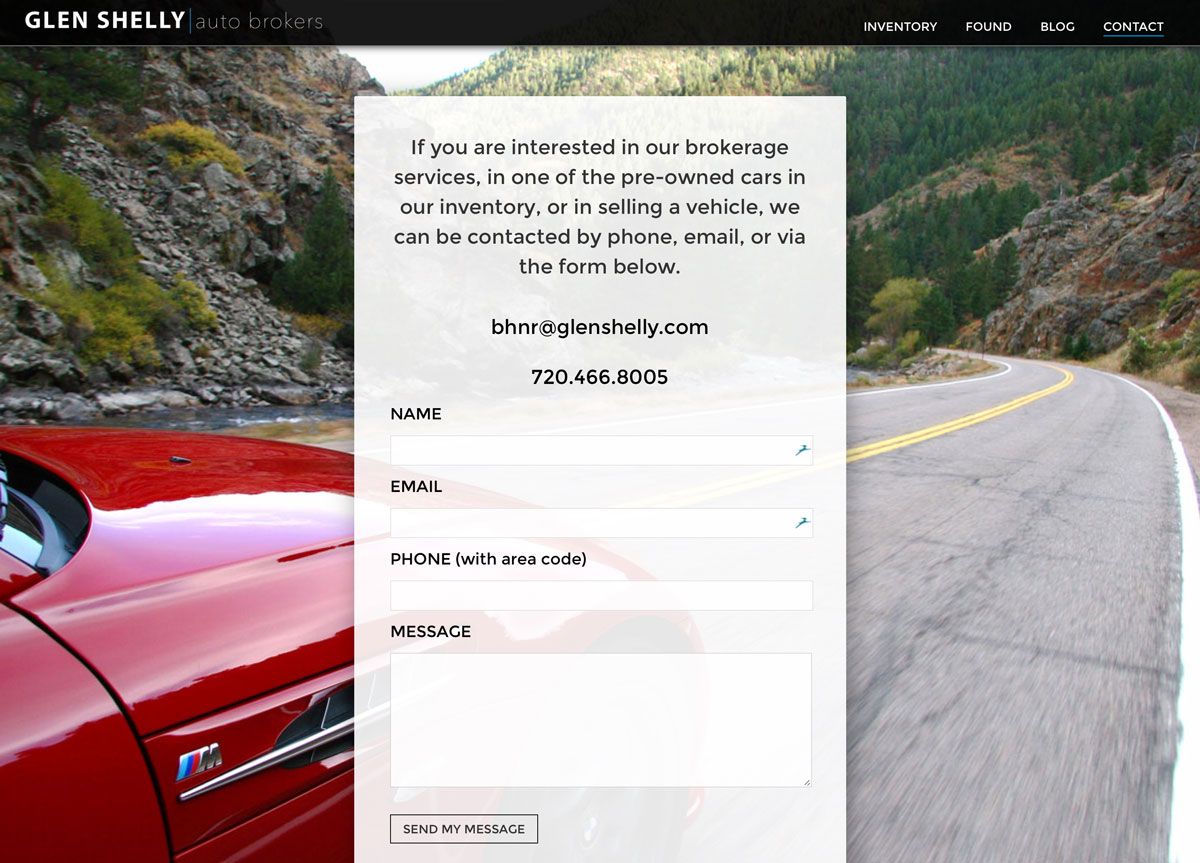 GLEN SHELLY auto brokers
INVENTORY FOUND BLOG CONTACT
If you are interested in our brokerage
services, in one of the pre-owned cars in
our inventory, or in selling a vehicle, we
can be contacted by phone, email, or via
the form below.
bhnr@glenshelly.com
720.466.8005
NAME
EMAIL
PHONE (with area code)
MESSAGE
M
SEND MY MESSAGE